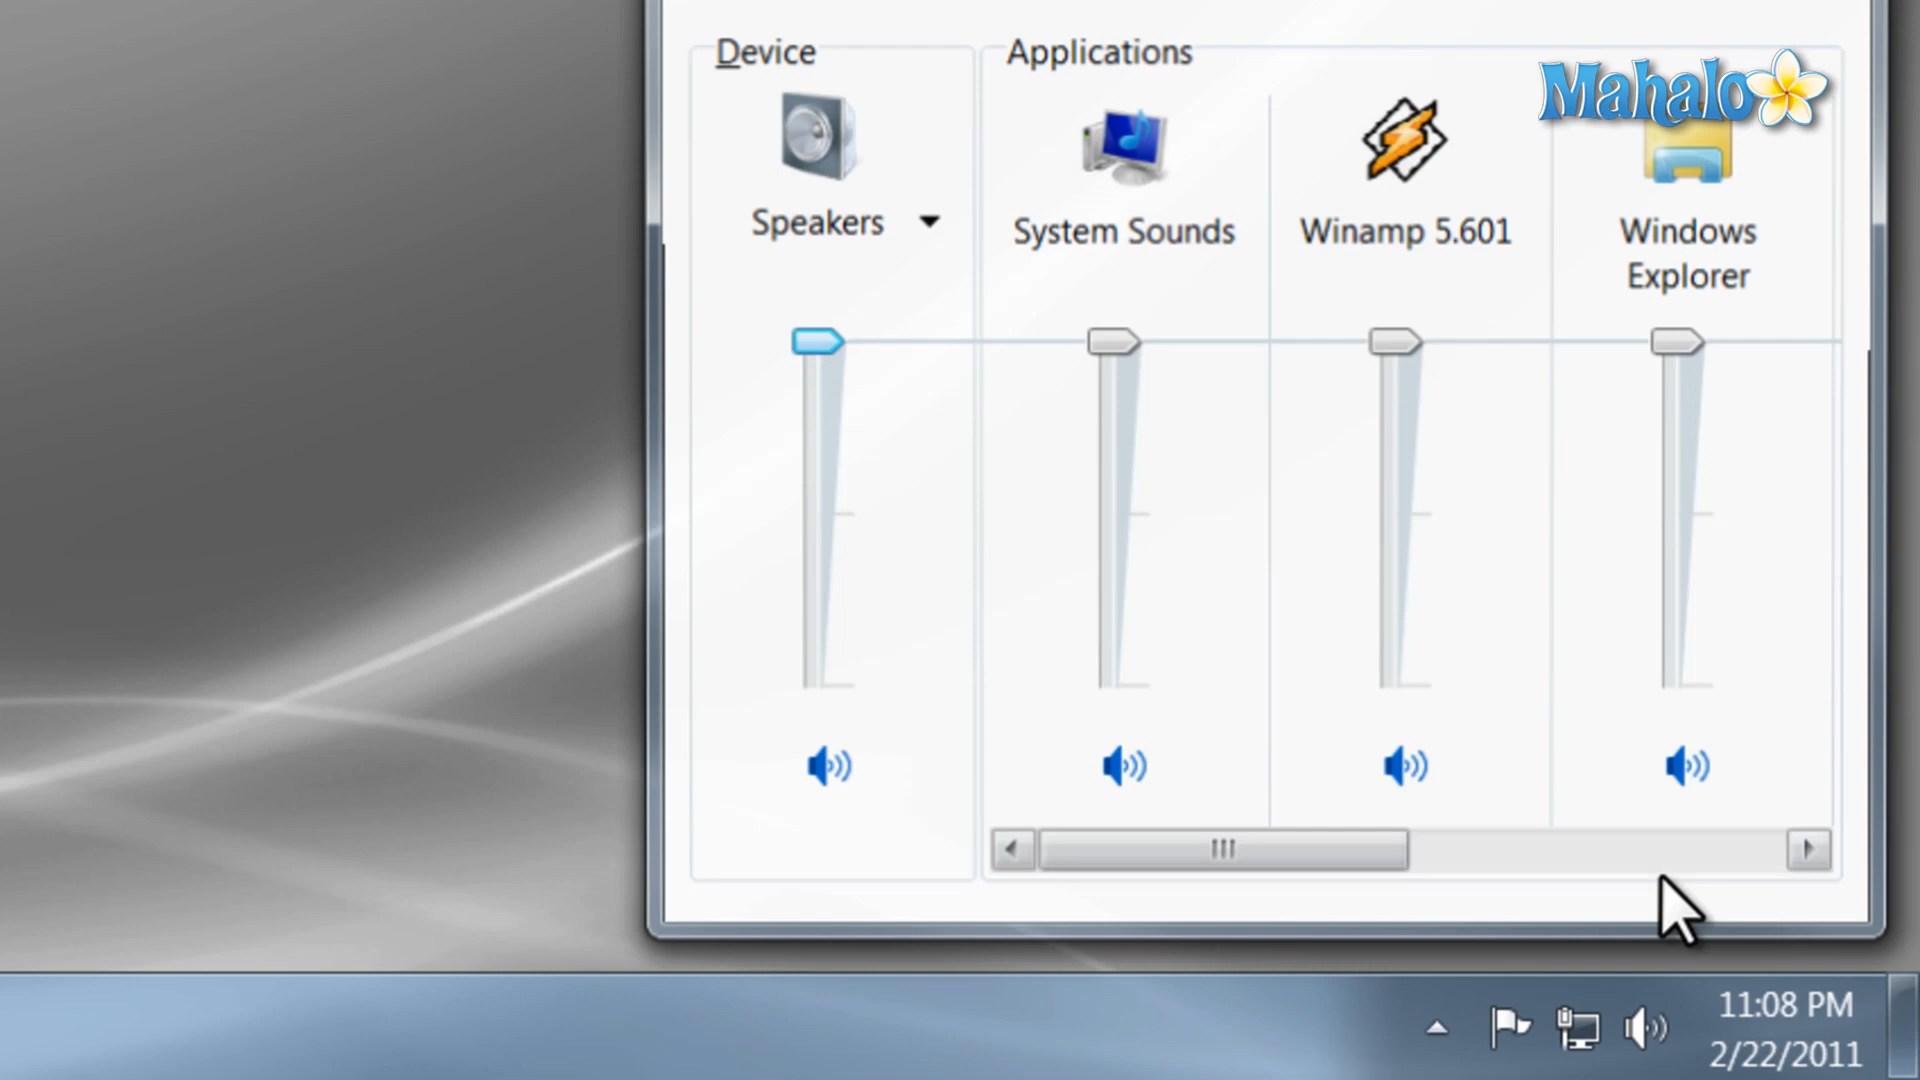 Device
Applications
Mahalo
Speakers
System Sounds
Winamp 5.601
Windows
Explorer
11:08 PM
2/22/2011